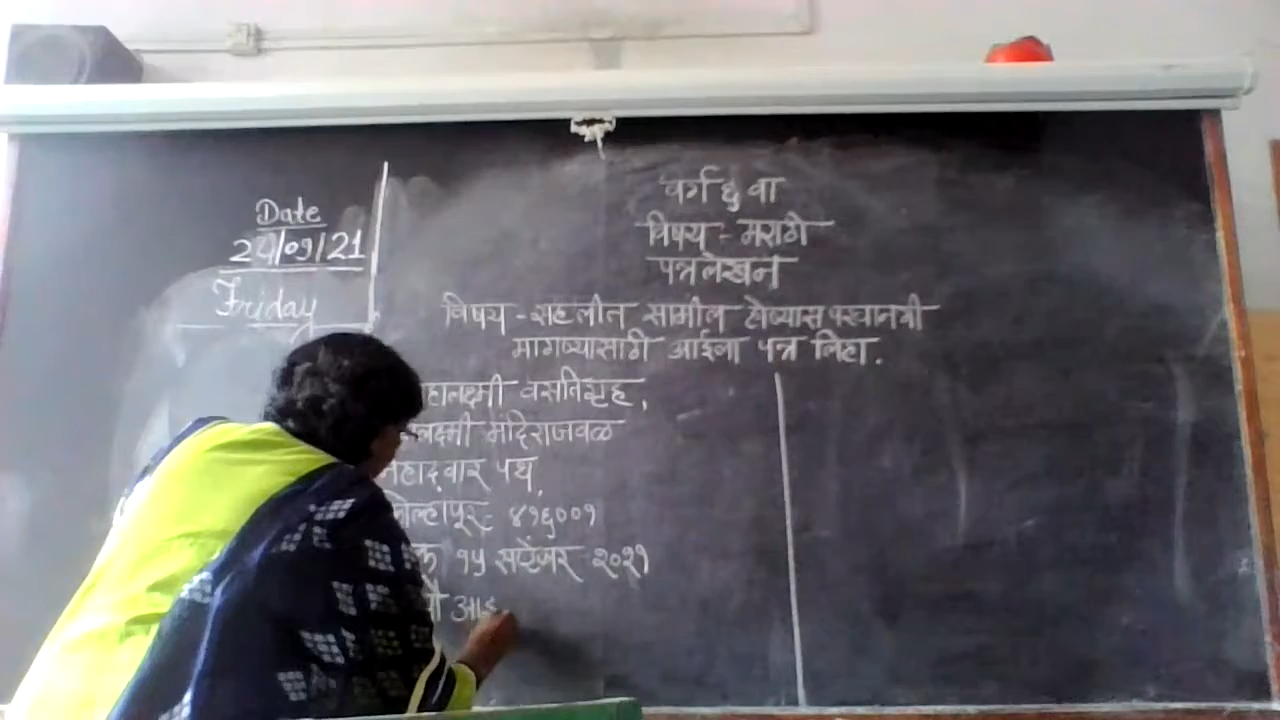 Date
24/09/21
Friday
वर्ग ६ वा
विषय - मराठी
पत्रलेखन
विषय - सहलीत सामील होण्यास परवानगी
मागण्यासाठी आईला पत्र लिहा.
हालक्ष्मी वसतिगृह,
लक्ष्मी मंदिराजवळ
महाद्वार पथ,
कोल्हापूर- ४१६००१
क १५ सप्टेंबर २०२१
आई